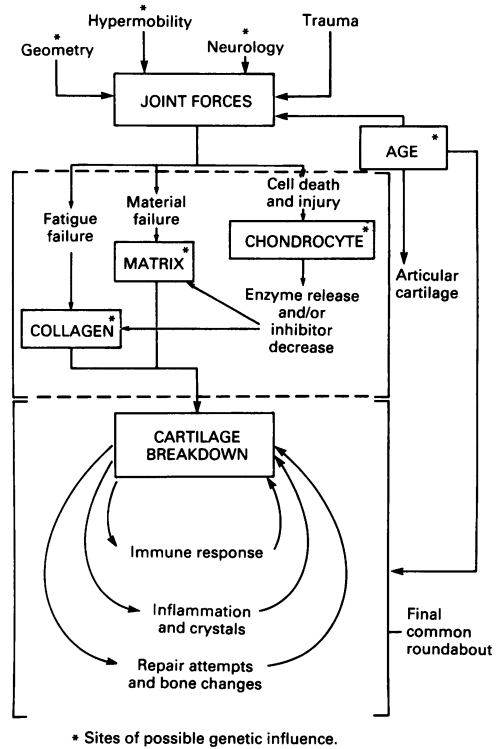 * Hypermobility
* Geometry
* Neurology
Trauma
JOINT FORCES
AGE *
Fatigue
failure
Material
failure
Cell death
and injury
CHONDROCYTE *
MATRIX *
Enzyme release
and/or
inhibitor
decrease
Articular
cartilage
COLLAGEN *
CARTILAGE
BREAKDOWN
Immune response
Inflammation
and crystals
Repair attempts
and bone changes
Final
common
roundabout
* Sites of possible genetic influence.